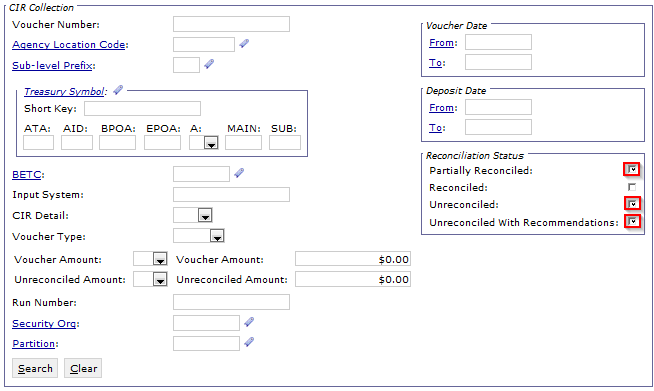 CIR Collection
Voucher Number:
Agency Location Code:
Sub-level Prefix:
Treasury Symbol:
Short Key:
ATA: AID: BPOA: EPOA: A: MAIN: SUB:
BETC:
Input System:
CIR Detail:
Voucher Type:
Voucher Amount: Voucher Amount: $0.00
Unreconciled Amount: Unreconciled Amount: $0.00
Run Number:
Security Org:
Partition:
Search Clear
Voucher Date
From:
To:
Deposit Date
From:
To:
Reconciliation Status
Partially Reconciled:
Reconciled:
Unreconciled:
Unreconciled With Recommendations: